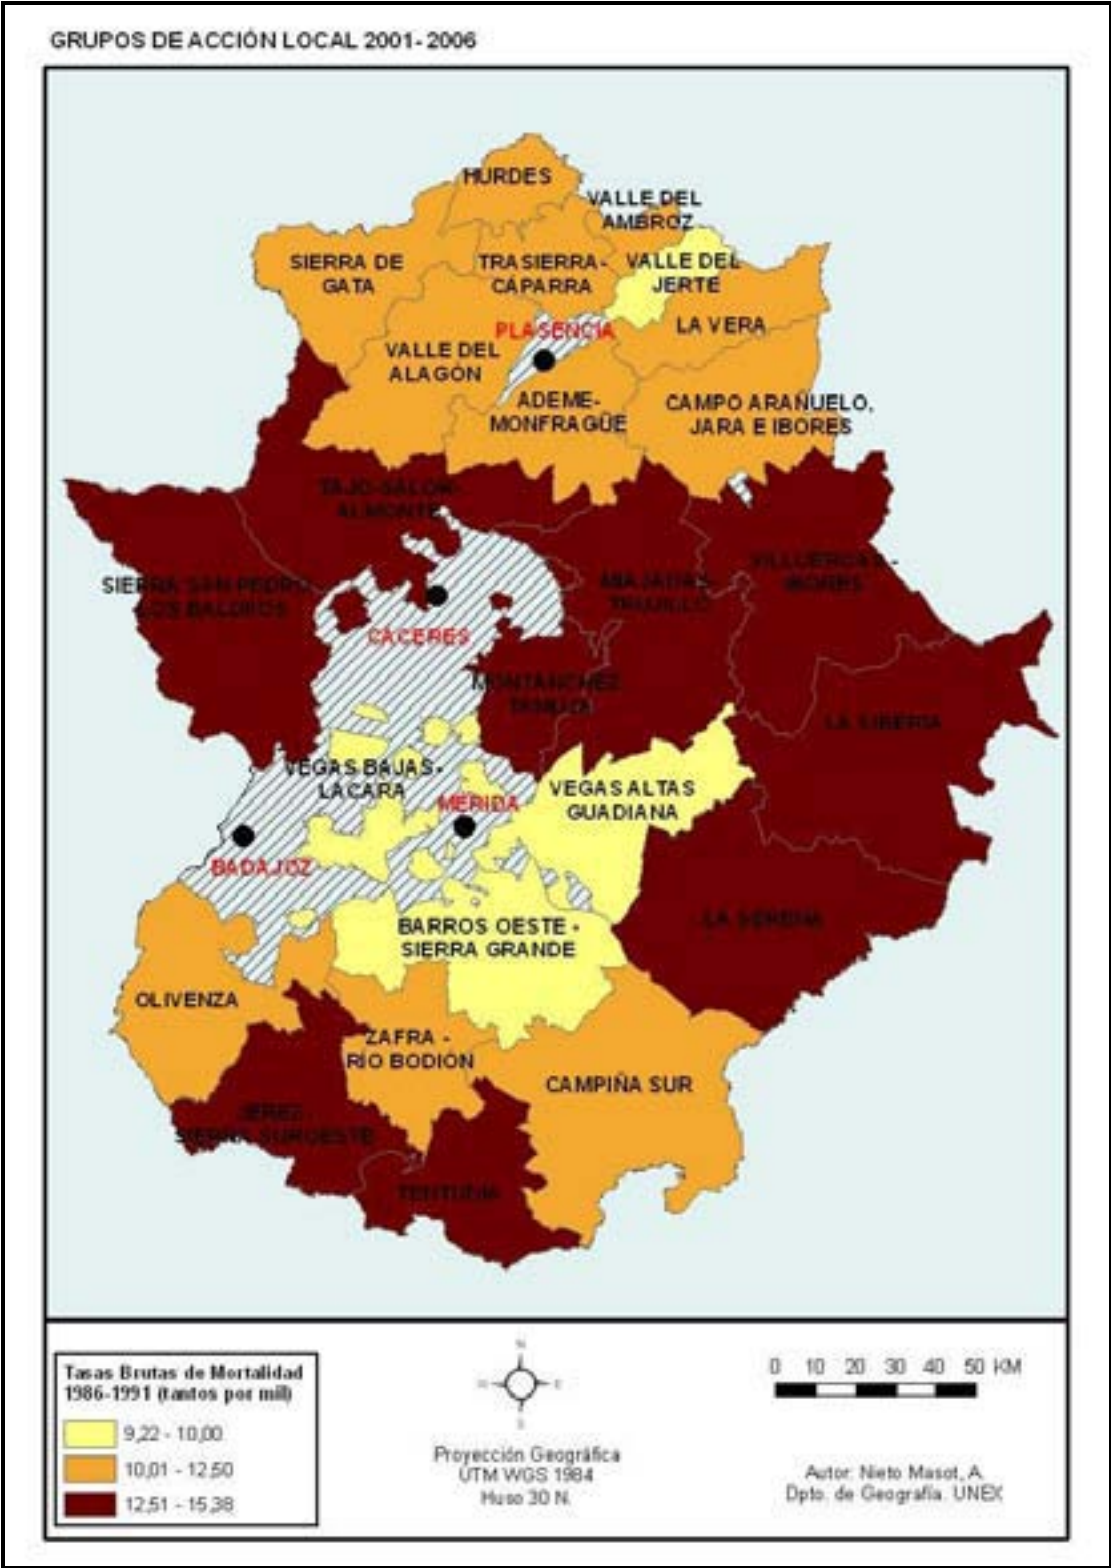 GRUPOS DE ACCIÓN LOCAL 2001-2006
HURDES
VALLE DEL
AMBROZ
SIERRA DE
GATA
TRASIERRA-
CÁPARRA
VALLE DEL
JERTE
PLASENCIA
LA VERA
VALLE DEL
ALAGÓN
ADEME-
MONFRAGÜE
CAMPO ARAÑUELO,
JARA E IBORES
TAJO-SALOR-
ALMONTE
SIERRA SAN PEDRO-
LOS BALDÍOS
VILLUERCAS -
IBORES
MIAJADAS-
TRUJILLO
CÁCERES
MONTÁNCHEZ
TAMUJA
LA SIBERIA
VEGAS BAJAS-
LACARA
MÉRIDA
VEGAS ALTAS
GUADIANA
BADAJOZ
LA SERENA
BARROS OESTE -
SIERRA GRANDE
OLIVENZA
ZAFRA -
RÍO BODIÓN
CAMPIÑA SUR
JEREZ-
SIERRA SUROESTE
TENTUDÍA
Tasas Brutas de Mortalidad
1986-1991 (tantos por mil)
9,22 - 10,00
10,01 - 12,50
12,51 - 15,38
N
E
S
Proyección Geográfica
UTM WGS 1984
Huso 30 N.
0 10 20 30 40 50 KM
Autor: Nieto Masot, A.
Dpto. de Geografía. UNEX